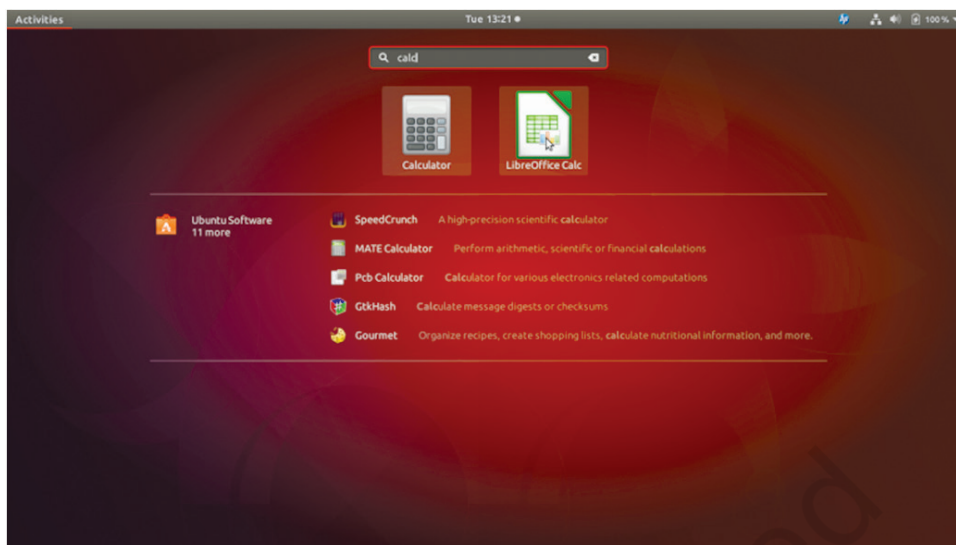 Activities Tue 13:21 100 %
calc
Calculator LibreOffice Calc
Ubuntu Software
11 more
SpeedCrunch A high-precision scientific calculator
MATE Calculator Perform arithmetic, scientific or financial calculations
Pcb Calculator Calculator for various electronics related computations
GtkHash Calculate message digests or checksums
Gourmet Organize recipes, create shopping lists, calculate nutritional information, and more.